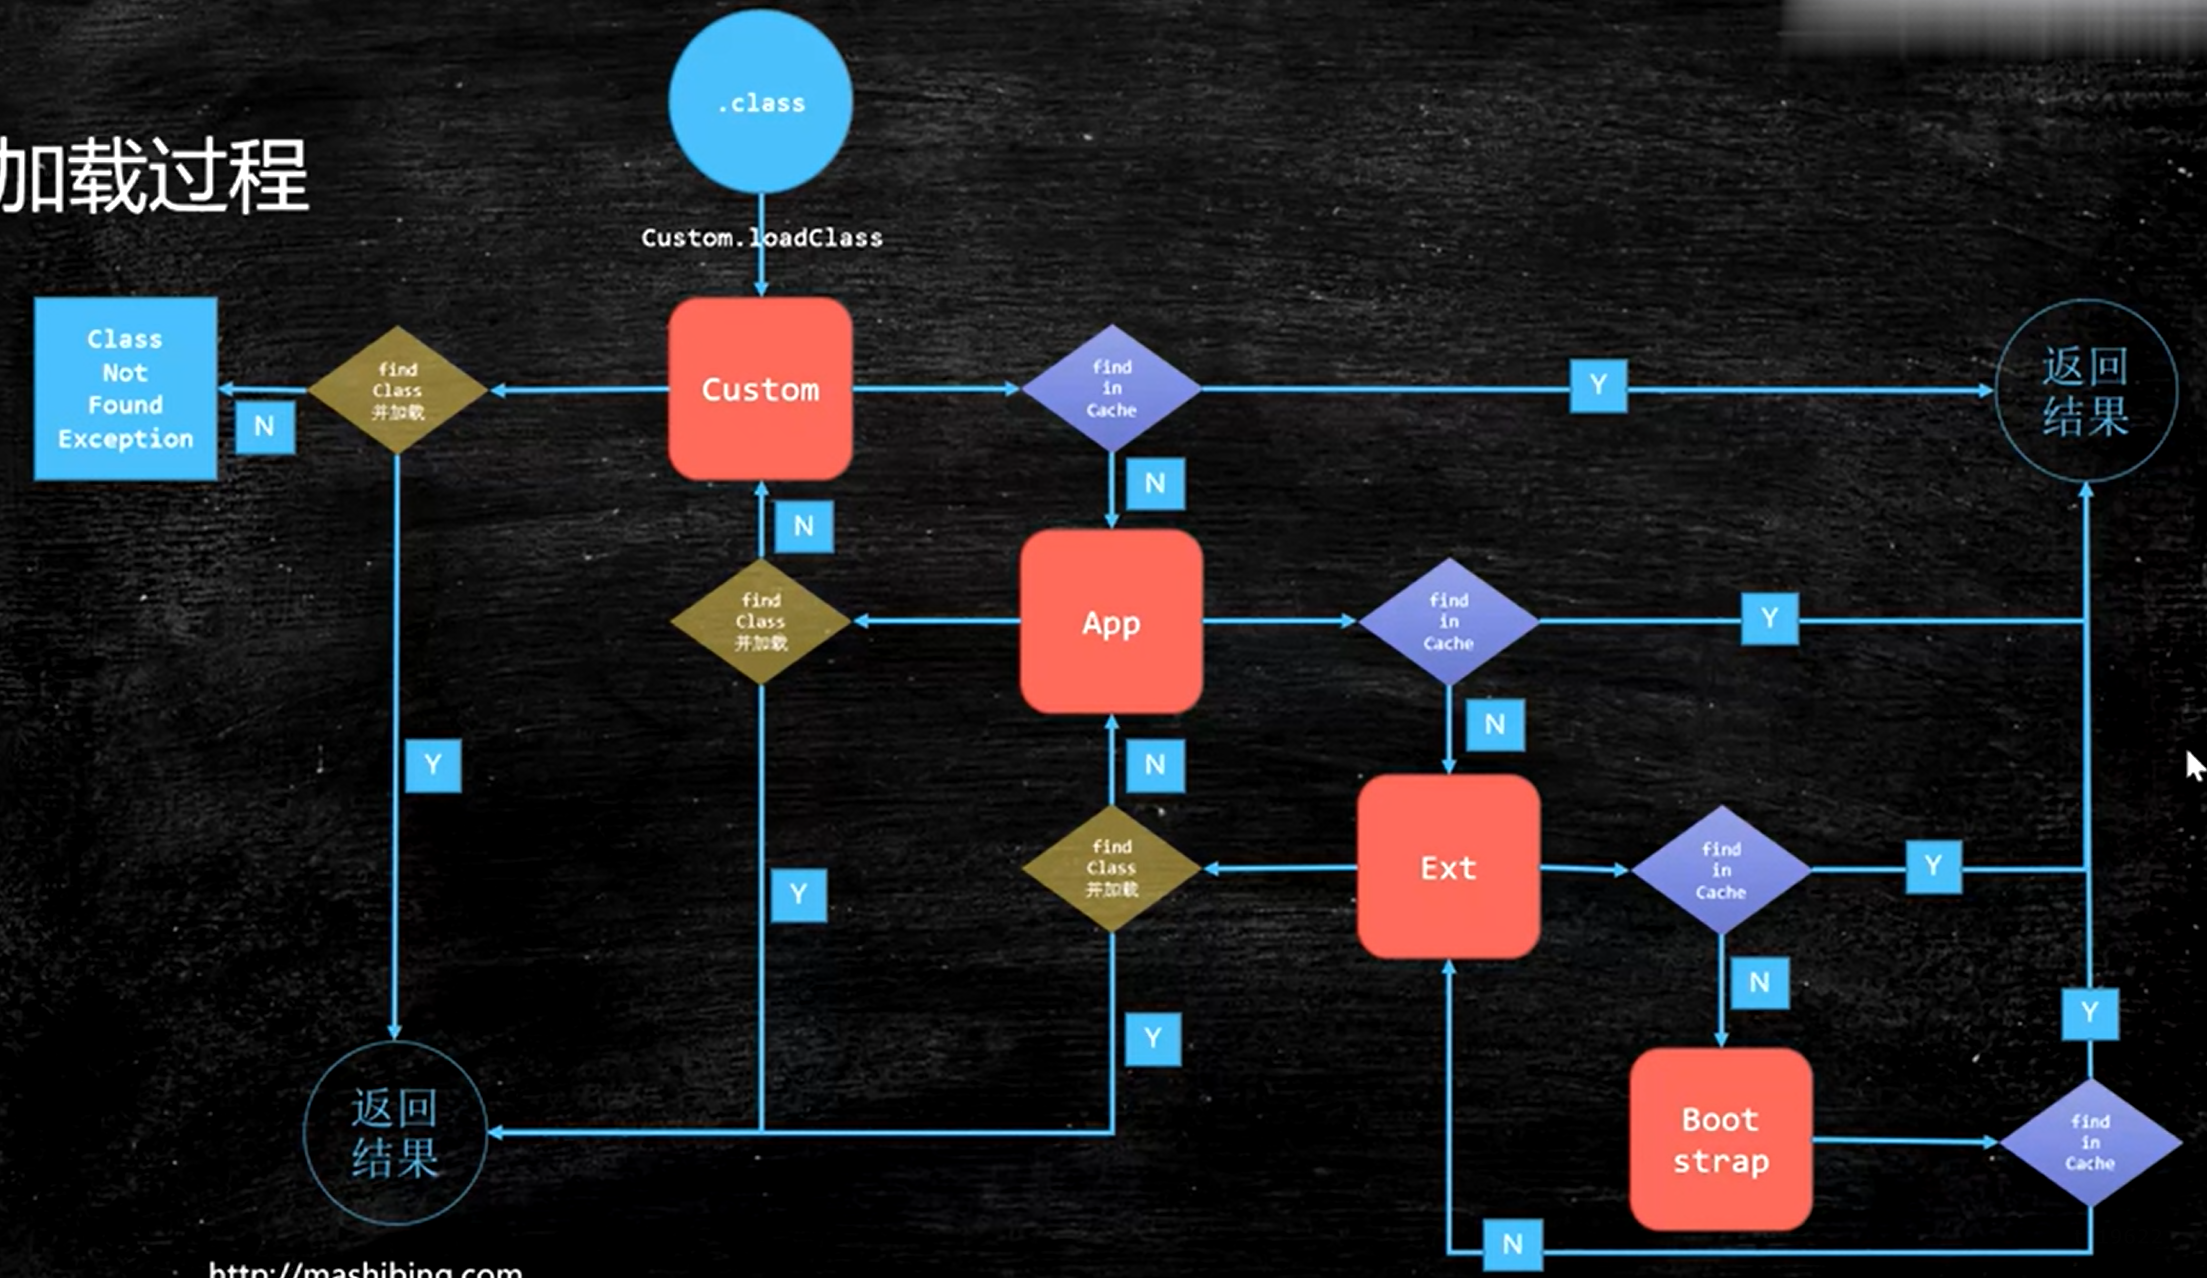 .class
加载过程
Custom.loadClass
Class
Not
Found
Exception
N
find
Class
并加载
Custom
find
in
Cache
Y
返回
结果
N
N
find
Class
并加载
App
find
in
Cache
Y
N
N
Y
find
Class
并加载
Ext
find
in
Cache
Y
Y
N
Y
Y
返回
结果
Boot
strap
find
in
Cache
N
http://mashibing.com